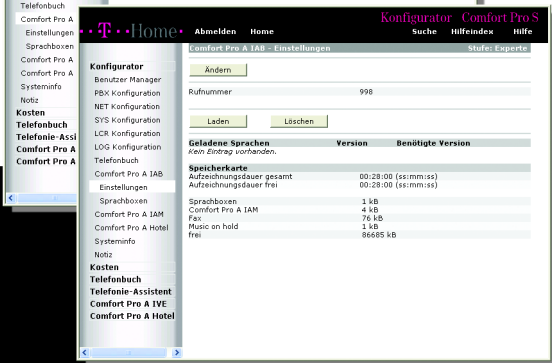 Telefonbuch
Comfort Pro A
Einstellungen
Sprachboxen
Comfort Pro A
Comfort Pro A
Systeminfo
Notiz
Kosten
Telefonbuch
Telefonie-Assi
Comfort Pro A
Comfort Pro A
Konfigurator Comfort Pro S
··T··Home·
Abmelden Home Suche Hilfeindex Hilfe
Comfort Pro A IAB - Einstellungen Stufe: Experte
Konfigurator
Benutzer Manager
PBX Konfiguration
NET Konfiguration
SYS Konfiguration
LCR Konfiguration
LOG Konfiguration
Telefonbuch
Comfort Pro A IAB
Einstellungen
Sprachboxen
Comfort Pro A IAM
Comfort Pro A Hotel
Systeminfo
Notiz
Kosten
Telefonbuch
Telefonie-Assistent
Comfort Pro A IVE
Comfort Pro A Hotel
Ändern
Rufnummer 998
Laden Löschen
Geladene Sprachen Version Benötigte Version
Kein Eintrag vorhanden.
Speicherkarte
Aufzeichnungsdauer gesamt 00:28:00 (ss:mm:ss)
Aufzeichnungsdauer frei 00:28:00 (ss:mm:ss)
Sprachboxen 1 kB
Comfort Pro A IAM 4 kB
Fax 76 kB
Music on hold 1 kB
frei 86685 kB